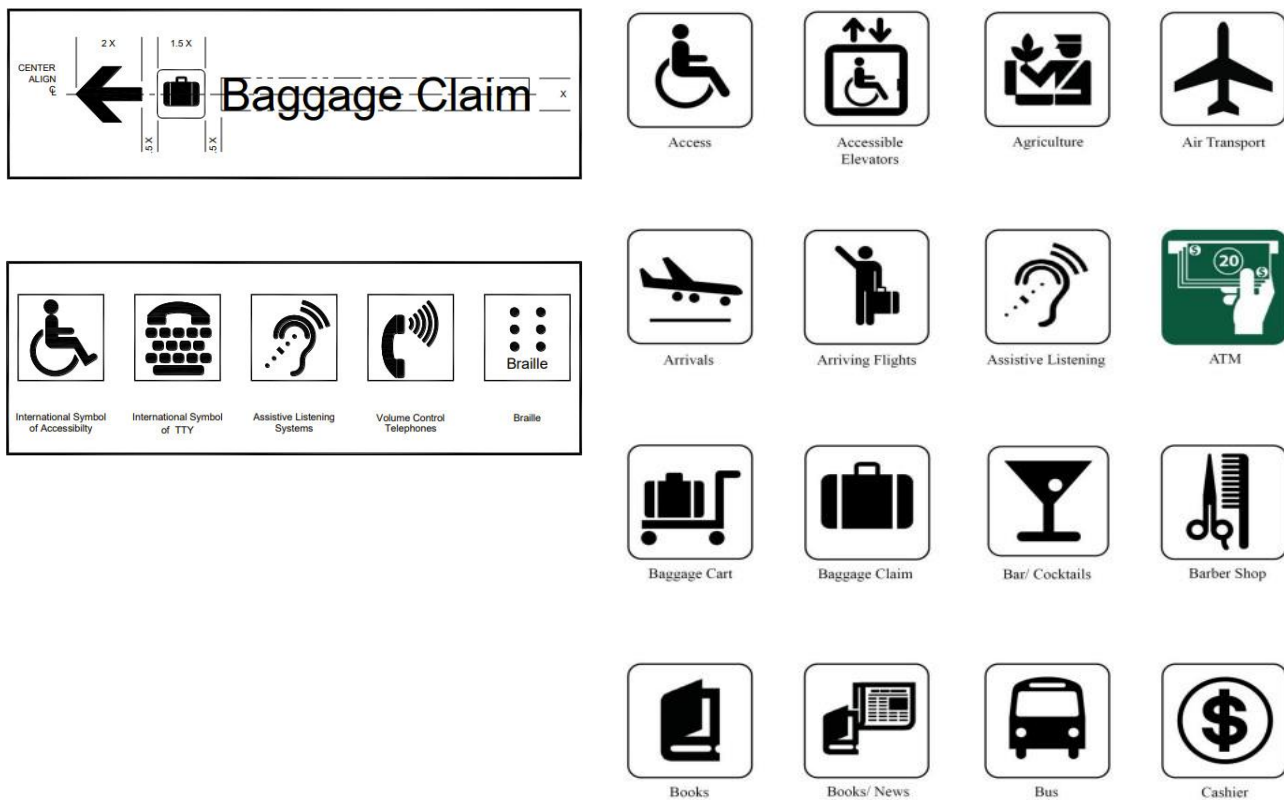 2 X
1.5 X
CENTER
ALIGN
℄
Baggage Claim
X
.5 X
.5 X
Braille
International Symbol
of Accessibilty
International Symbol
of TTY
Assistive Listening
Systems
Volume Control
Telephones
Braille
Access
Accessible
Elevators
Agriculture
Air Transport
$
20
$
Arrivals
Arriving Flights
Assistive Listening
ATM
Baggage Cart
Baggage Claim
Bar/ Cocktails
Barber Shop
$
Books
Books/ News
Bus
Cashier